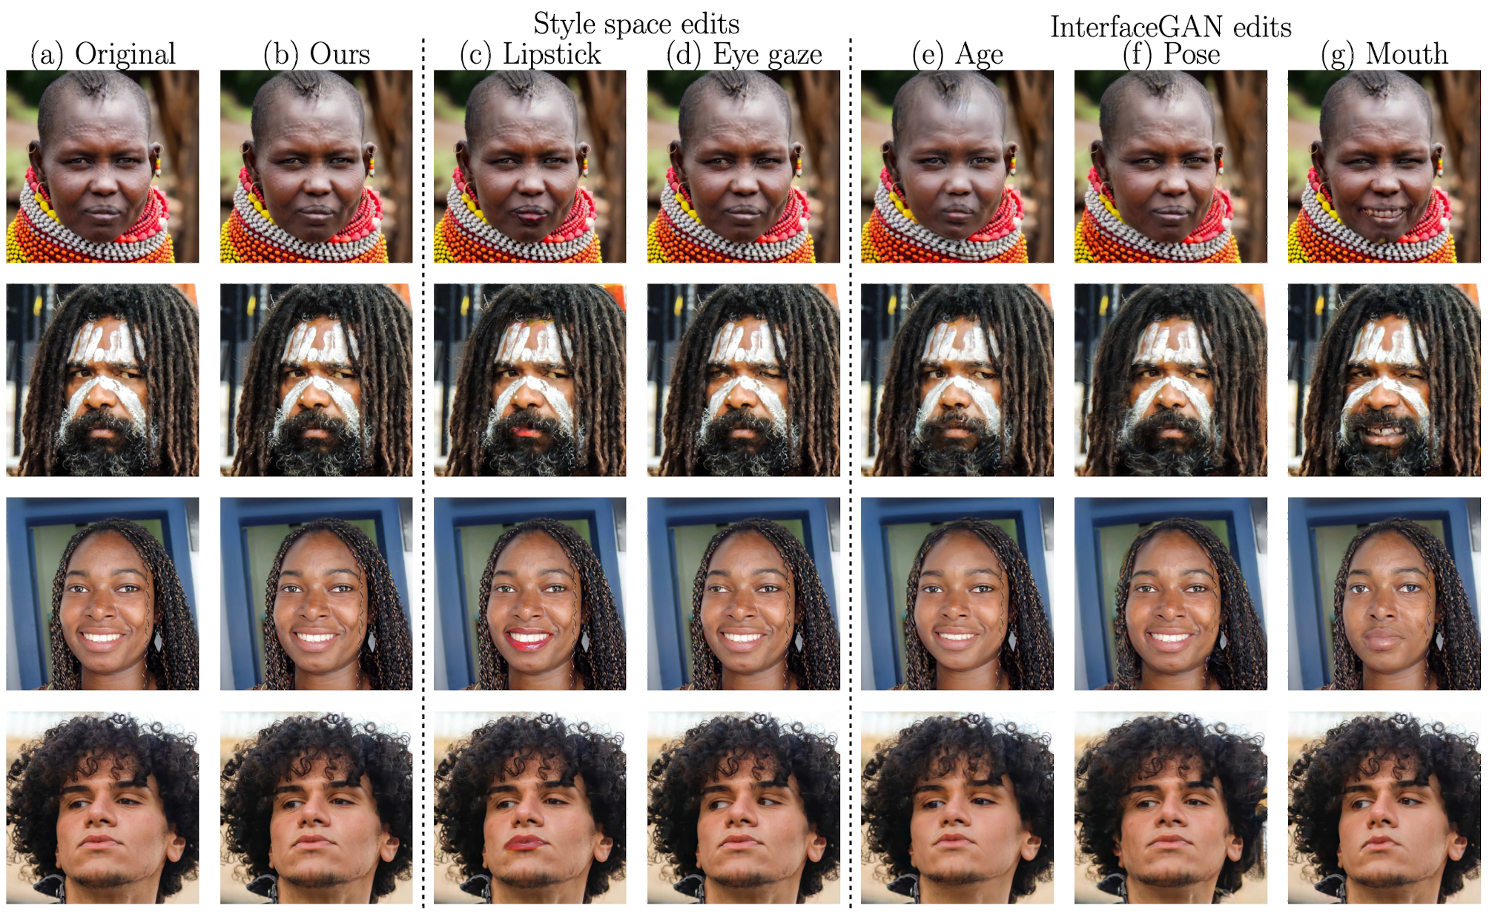 Style space edits
InterfaceGAN edits
(a) Original
(b) Ours
(c) Lipstick
(d) Eye gaze
(e) Age
(f) Pose
(g) Mouth